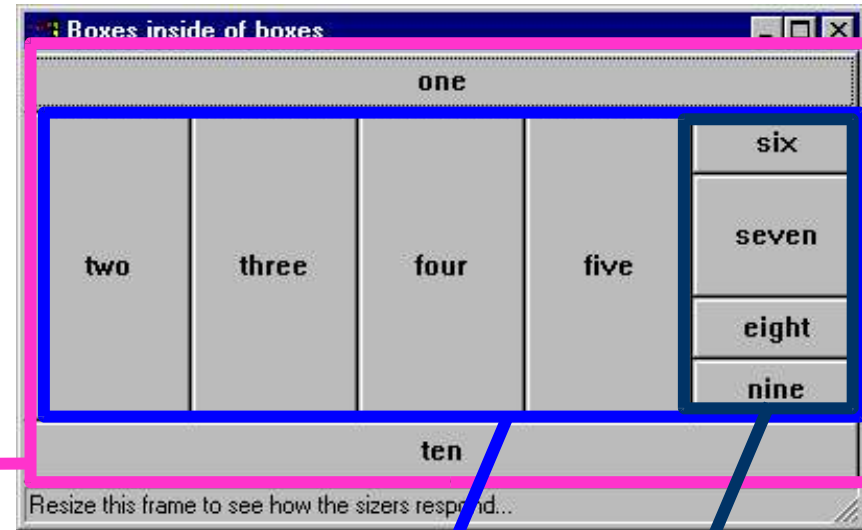 Boxes inside of boxes
one
two three four five
six
seven
eight
nine
ten
Resize this frame to see how the sizers respond...